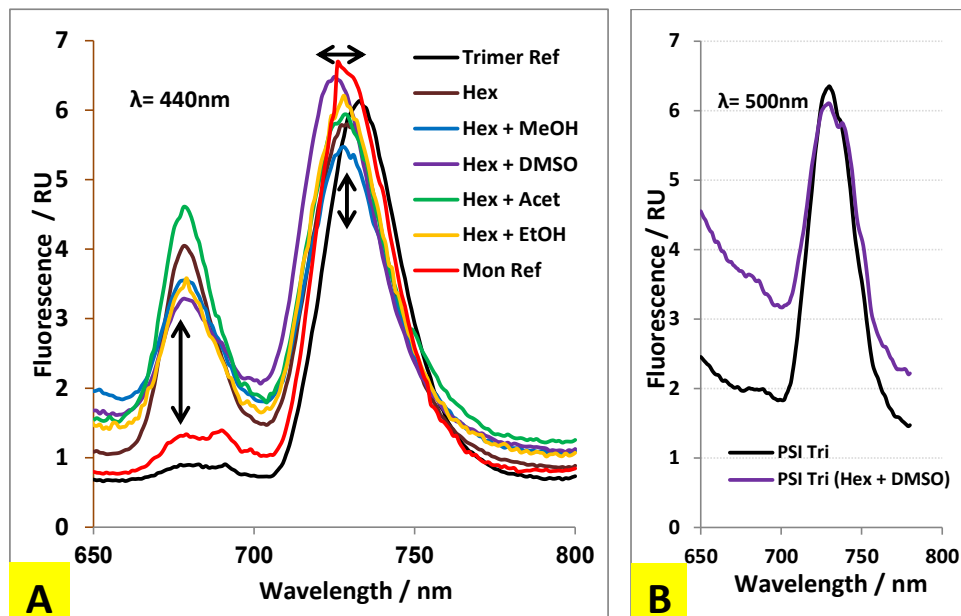 7
6
5
4
3
2
1
0
Fluorescence / RU
λ= 440nm
Trimer Ref
Hex
Hex + MeOH
Hex + DMSO
Hex + Acet
Hex + EtOH
Mon Ref
650 700 750 800
Wavelength / nm
A
7
6
5
4
3
2
1
0
Fluorescence / RU
λ= 500nm
PSI Tri
PSI Tri (Hex + DMSO)
650 700 750 800
Wavelength / nm
B